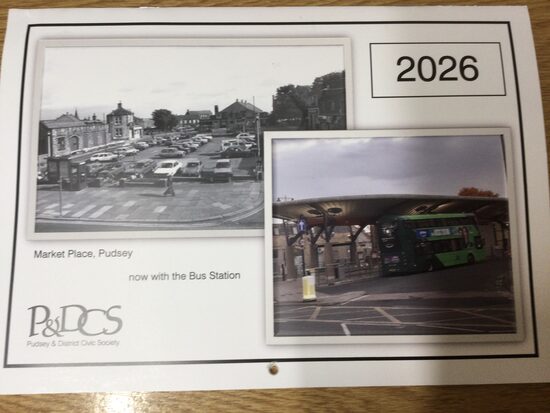 2026
Market Place, Pudsey
now with the Bus Station
P&DCS
Pudsey & District Civic Society